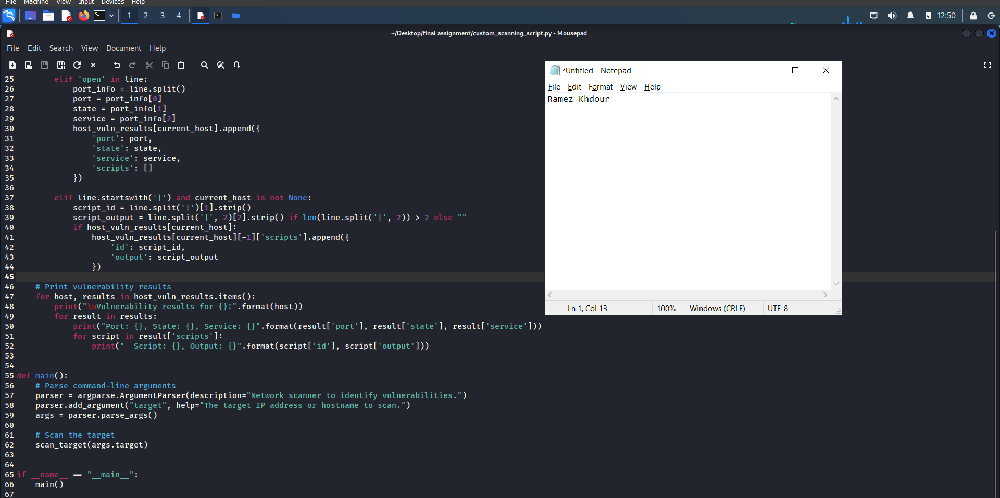 File Machine View Input Devices Help
1 2 3 4 12:50
~/Desktop/final assignment/custom_scanning_script.py - Mousepad
File Edit Search View Document Help
25         elif 'open' in line:
26             port_info = line.split()
27             port = port_info[0]
28             state = port_info[1]
29             service = port_info[2]
30             host_vuln_results[current_host].append({
31                 'port': port,
32                 'state': state,
33                 'service': service,
34                 'scripts': []
35             })
36
37         elif line.startswith('|') and current_host is not None:
38             script_id = line.split('|')[1].strip()
39             script_output = line.split('|', 2)[2].strip() if len(line.split('|', 2)) > 2 else ""
40             if host_vuln_results[current_host]:
41                 host_vuln_results[current_host][-1]['scripts'].append({
42                     'id': script_id,
43                     'output': script_output
44                 })
45
46     # Print vulnerability results
47     for host, results in host_vuln_results.items():
48         print("\nVulnerability results for {}:".format(host))
49         for result in results:
50             print("Port: {}, State: {}, Service: {}".format(result['port'], result['state'], result['service']))
51             for script in result['scripts']:
52                 print("  Script: {}, Output: {}".format(script['id'], script['output']))
53
54
55 def main():
56     # Parse command-line arguments
57     parser = argparse.ArgumentParser(description="Network scanner to identify vulnerabilities.")
58     parser.add_argument("target", help="The target IP address or hostname to scan.")
59     args = parser.parse_args()
60
61     # Scan the target
62     scan_target(args.target)
63
64
65 if __name__ == "__main__":
66     main()
67
*Untitled - Notepad
File Edit Format View Help
Ramez Khdour
Ln 1, Col 13 100% Windows (CRLF) UTF-8